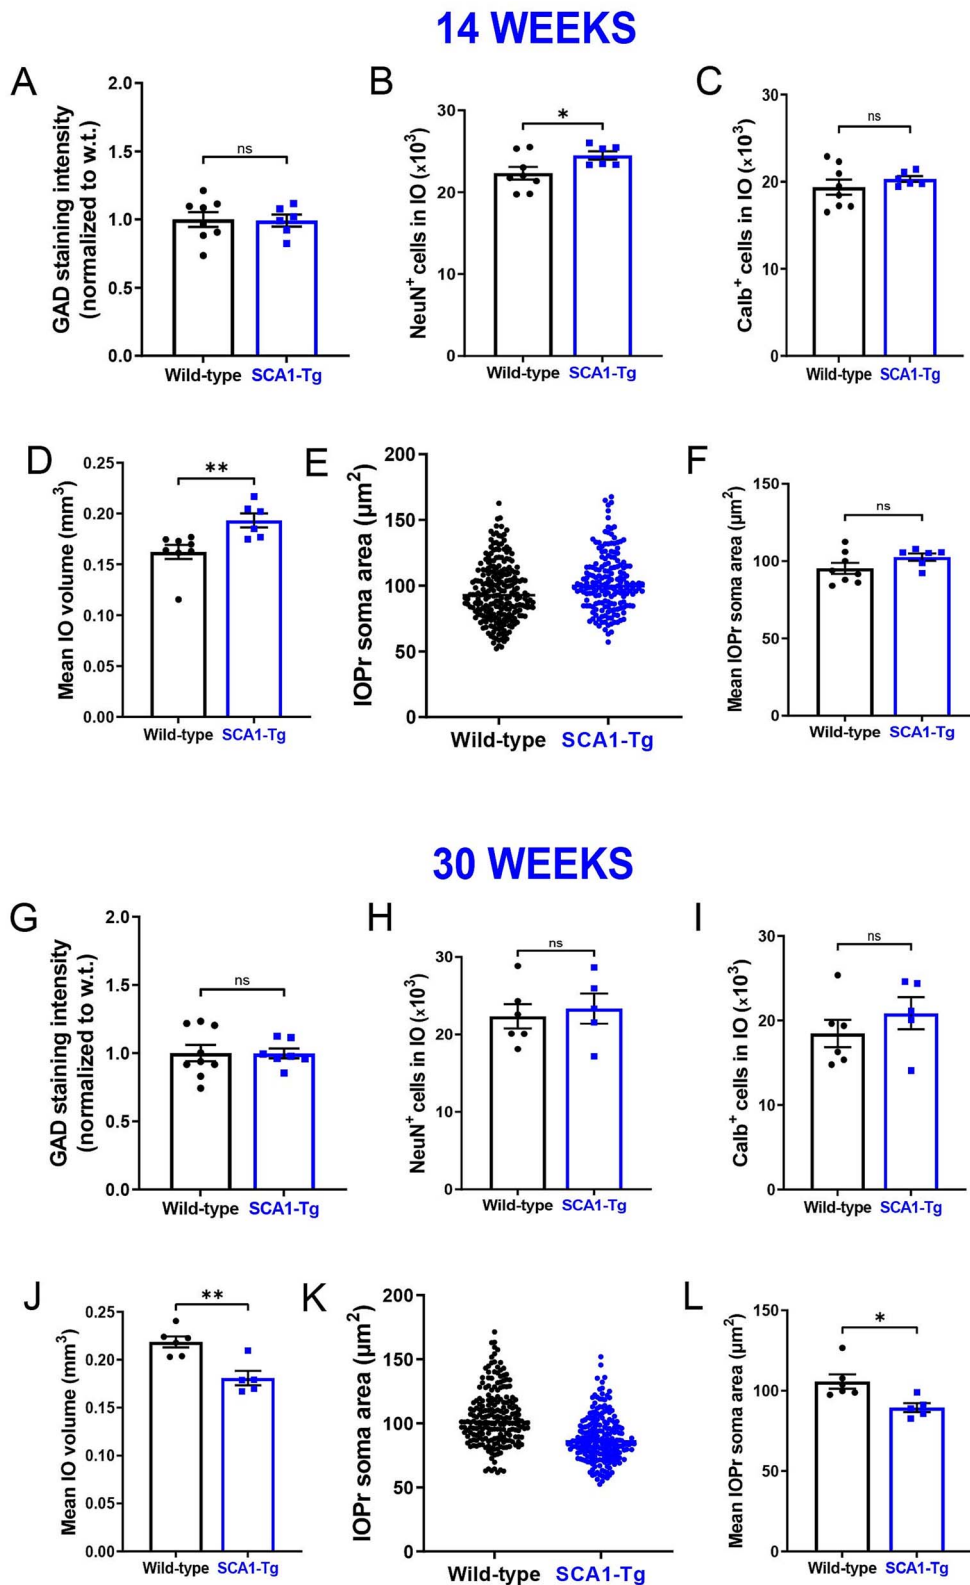 14 WEEKS
A
GAD staining intensity
(normalized to w.t.)
2.0
1.5
1.0
0.5
0.0
ns
Wild-type SCA1-Tg
B
NeuN+ cells in IO (x10^3)
30
20
10
0
*
Wild-type SCA1-Tg
C
Calb+ cells in IO (x10^3)
30
20
10
0
ns
Wild-type SCA1-Tg
D
Mean IO volume (mm^3)
0.25
0.20
0.15
0.10
0.05
0.00
**
Wild-type SCA1-Tg
E
IOPr soma area (µm^2)
200
150
100
50
0
Wild-type SCA1-Tg
F
Mean IOPr soma area (µm^2)
150
100
50
0
ns
Wild-type SCA1-Tg
30 WEEKS
G
GAD staining intensity
(normalized to w.t.)
2.0
1.5
1.0
0.5
0.0
ns
Wild-type SCA1-Tg
H
NeuN+ cells in IO (x10^3)
30
20
10
0
ns
Wild-type SCA1-Tg
I
Calb+ cells in IO (x10^3)
30
20
10
0
ns
Wild-type SCA1-Tg
J
Mean IO volume (mm^3)
0.25
0.20
0.15
0.10
0.05
0.00
**
Wild-type SCA1-Tg
K
IOPr soma area (µm^2)
200
150
100
50
0
Wild-type SCA1-Tg
L
Mean IOPr soma area (µm^2)
150
100
50
0
*
Wild-type SCA1-Tg